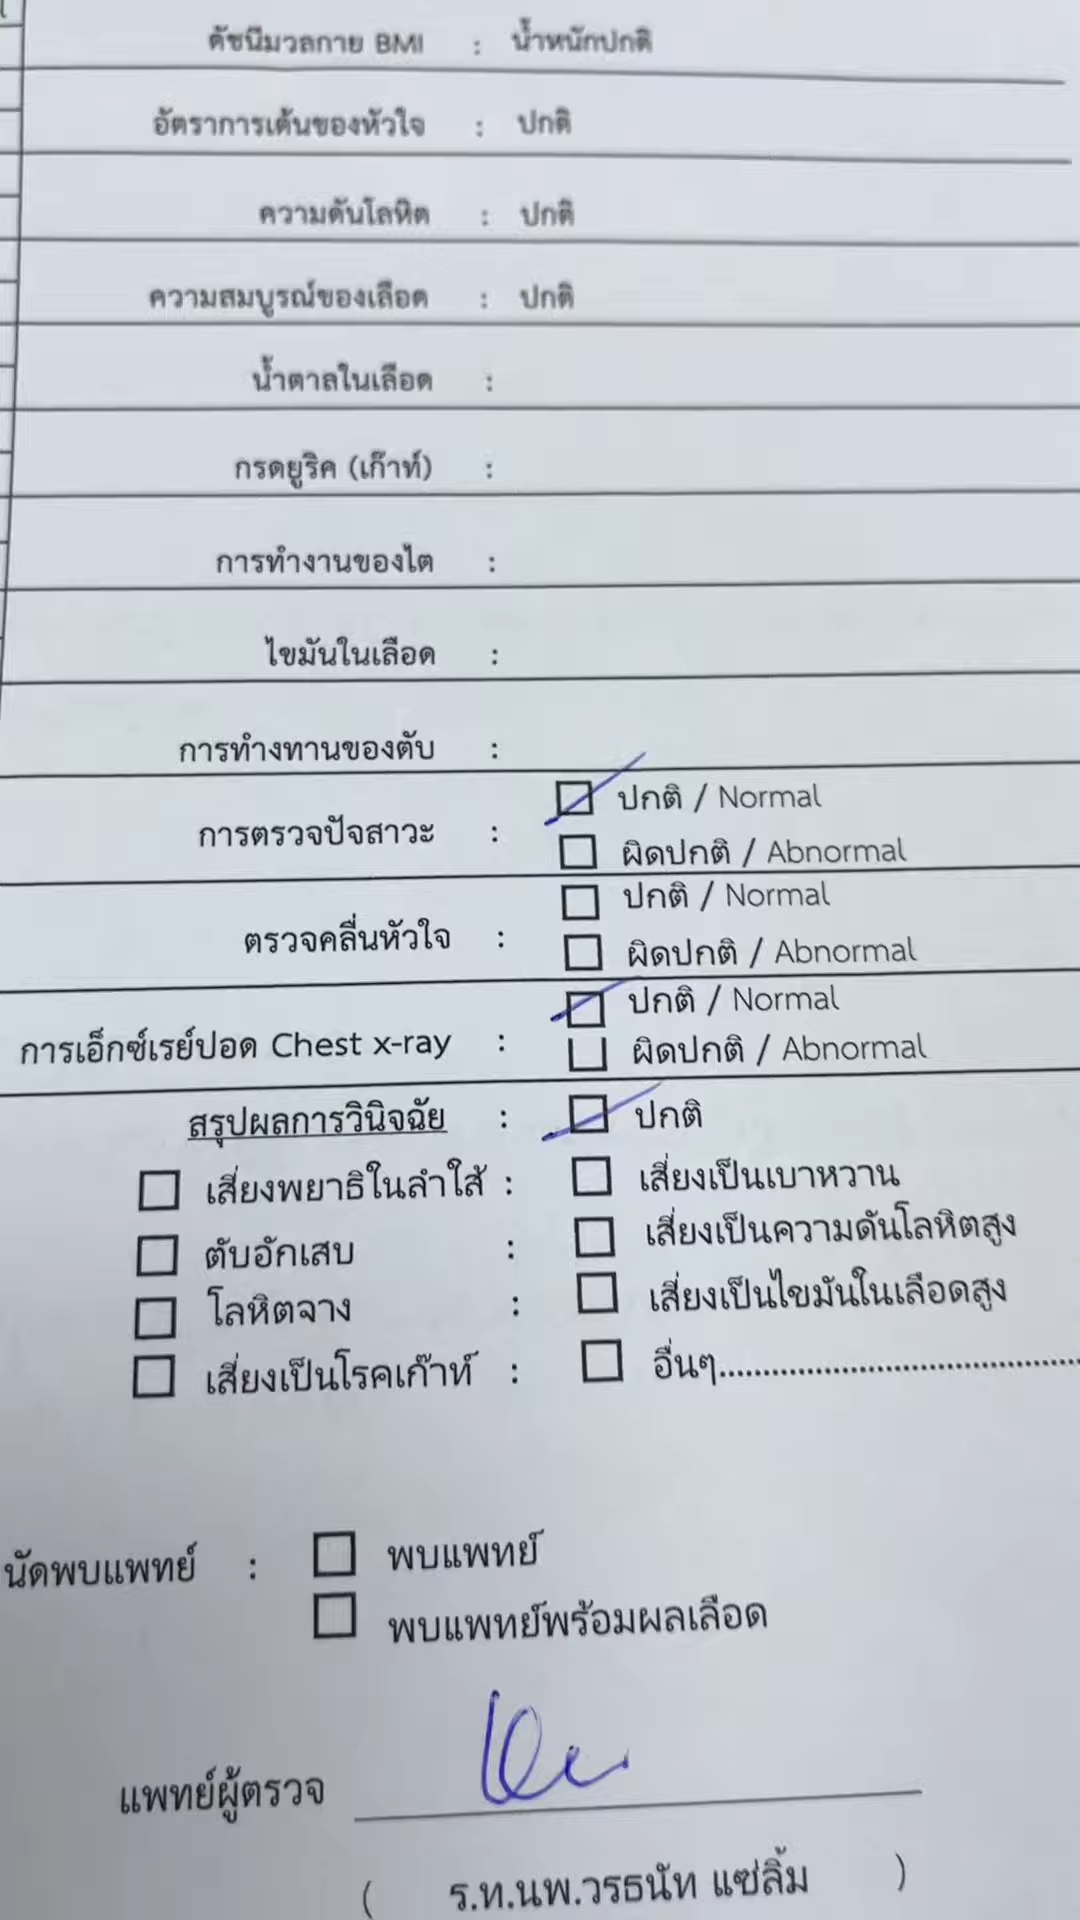 ดัชนีมวลกาย BMI : น้ำหนักปกติ
อัตราการเต้นของหัวใจ : ปกติ
ความดันโลหิต : ปกติ
ความสมบูรณ์ของเลือด : ปกติ
น้ำตาลในเลือด :
กรดยูริค (เก๊าท์) :
การทำงานของไต :
ไขมันในเลือด :
การทำงทานของตับ :
ปกติ / Normal
การตรวจปัจสาวะ :
ผิดปกติ / Abnormal
ปกติ / Normal
ตรวจคลื่นหัวใจ :
ผิดปกติ / Abnormal
ปกติ / Normal
การเอ็กซ์เรย์ปอด Chest x-ray :
ผิดปกติ / Abnormal
สรุปผลการวินิจฉัย : ปกติ
เสี่ยงพยาธิในลำใส้ : เสี่ยงเป็นเบาหวาน
ตับอักเสบ : เสี่ยงเป็นความดันโลหิตสูง
โลหิตจาง : เสี่ยงเป็นไขมันในเลือดสูง
เสี่ยงเป็นโรคเก๊าท์ : อื่นๆ........................................
นัดพบแพทย์ : พบแพทย์
พบแพทย์พร้อมผลเลือด
แพทย์ผู้ตรวจ
( ร.ท.นพ.วรธนัท แซ่ลิ้ม )